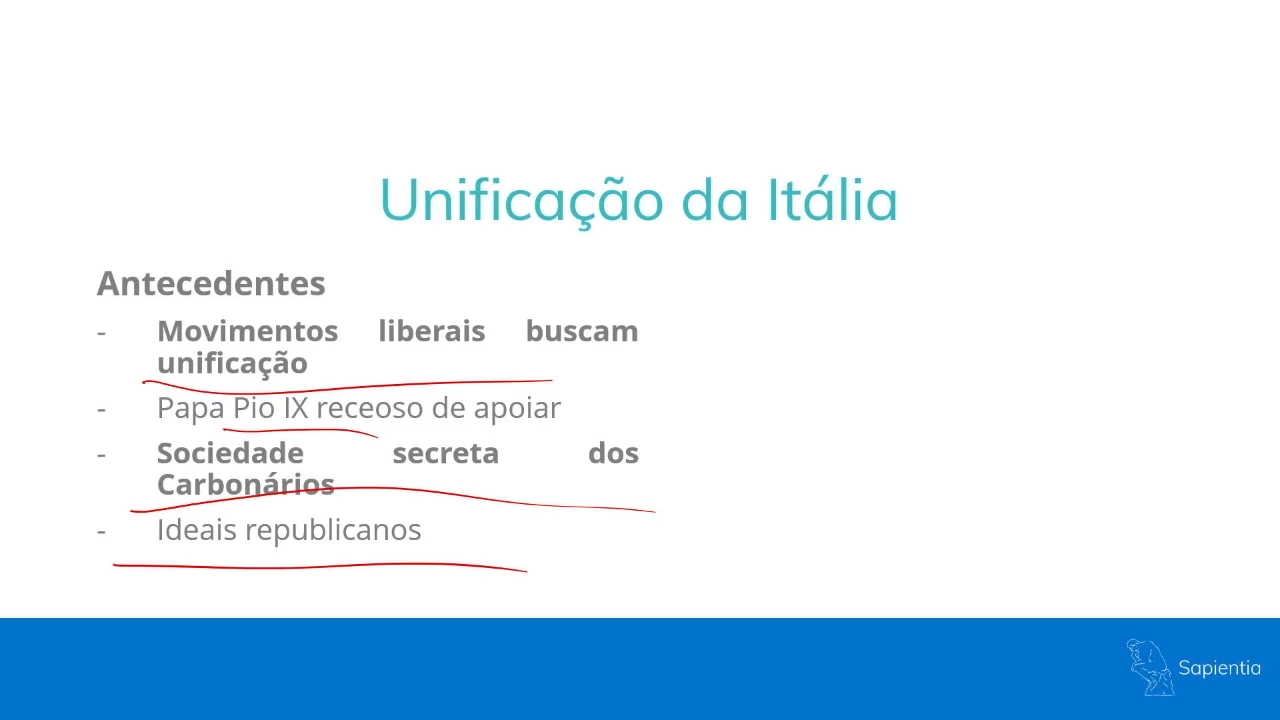 Unificação da Itália
Antecedentes
- Movimentos liberais buscam
unificação
- Papa Pio IX receoso de apoiar
- Sociedade secreta dos
Carbonários
- Ideais republicanos
Sapientia